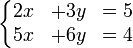 2x + 3y = 5
5x + 6y = 4